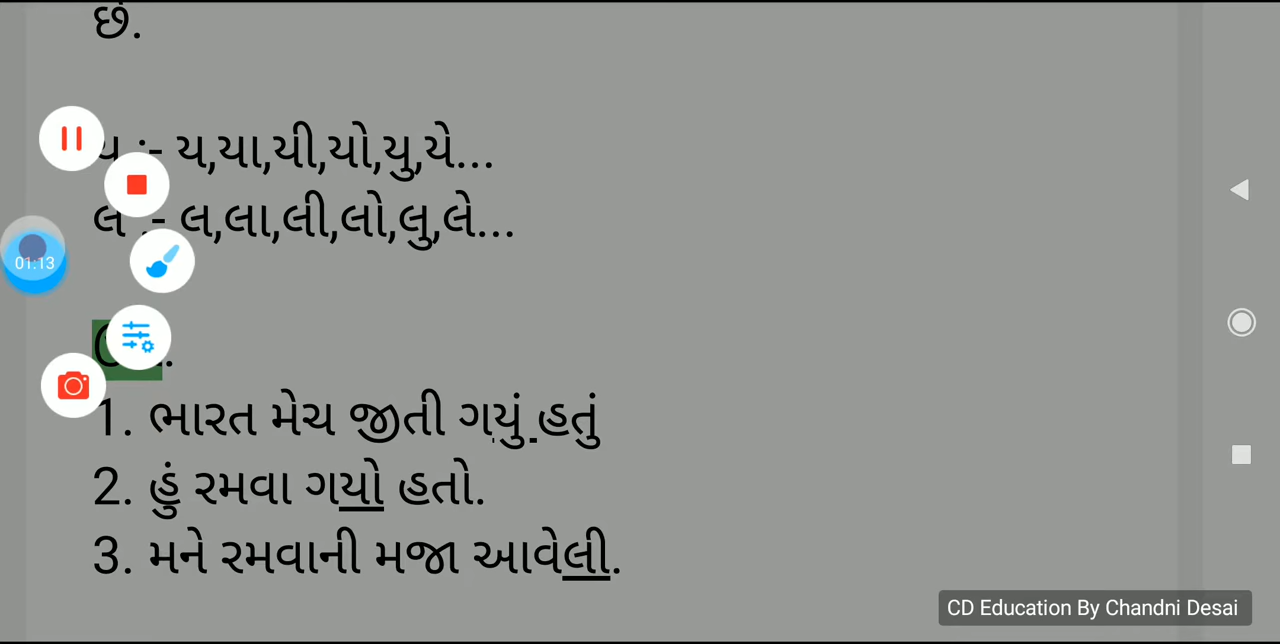 છે.
ય :- ય,યા,યી,યો,યુ,યે...
લ :- લ,લા,લી,લો,લુ,લે...
01:13
1. ભારત મેચ જીતી ગયું હતું
2. હું રમવા ગયો હતો.
3. મને રમવાની મજા આવેલી.
CD Education By Chandni Desai